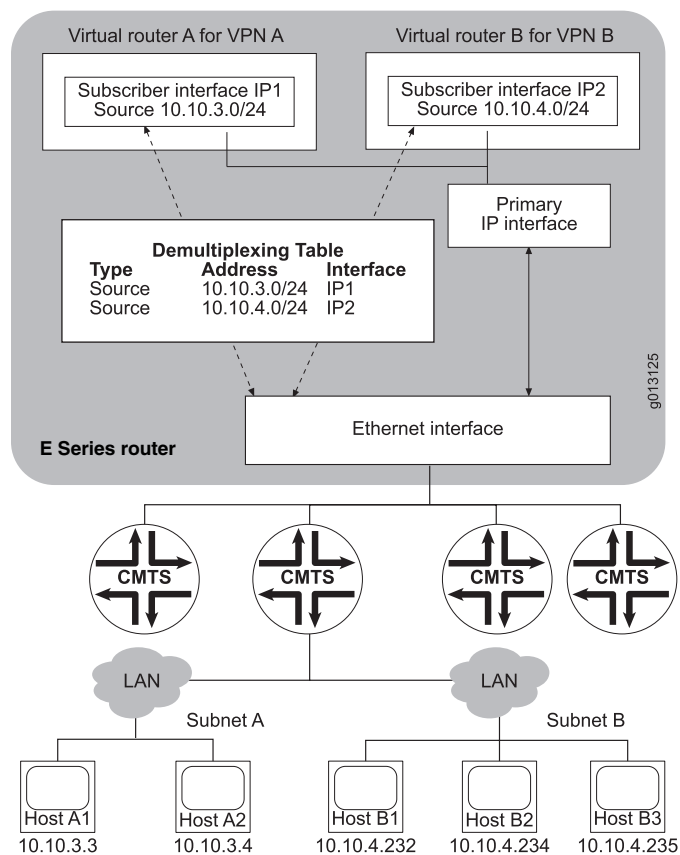 Virtual router A for VPN A
Virtual router B for VPN B
Subscriber interface IP1
Source 10.10.3.0/24
Subscriber interface IP2
Source 10.10.4.0/24
Primary
IP interface
Demultiplexing Table
Type Address Interface
Source 10.10.3.0/24 IP1
Source 10.10.4.0/24 IP2
g013125
Ethernet interface
E Series router
CMTS
CMTS
CMTS
CMTS
LAN
LAN
Subnet A
Subnet B
Host A1
Host A2
Host B1
Host B2
Host B3
10.10.3.3
10.10.3.4
10.10.4.232
10.10.4.234
10.10.4.235